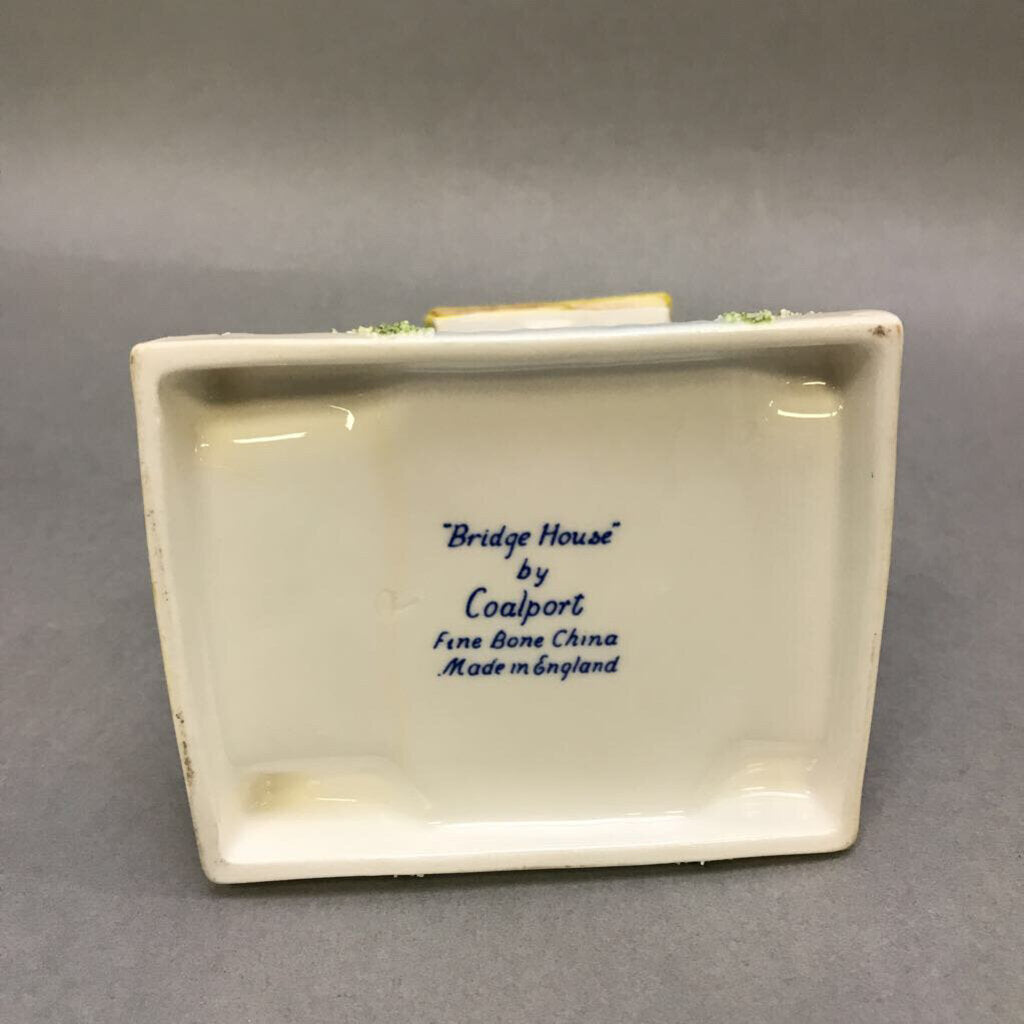 "Bridge House"
by
Coalport
Fine Bone China
Made in England